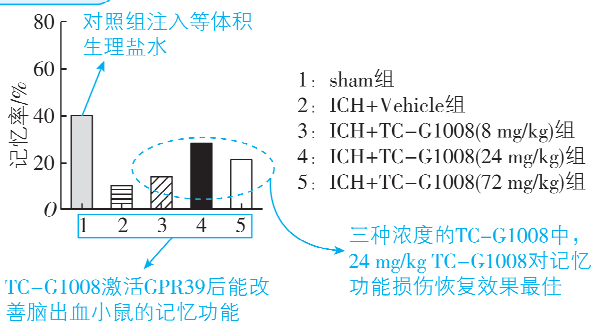 80
60
40
20
0
记忆率/%
对照组注入等体积
生理盐水
1 2 3 4 5
1：sham组
2：ICH+Vehicle组
3：ICH+TC-G1008(8 mg/kg)组
4：ICH+TC-G1008(24 mg/kg)组
5：ICH+TC-G1008(72 mg/kg)组
TC-G1008激活GPR39后能改
善脑出血小鼠的记忆功能
三种浓度的TC-G1008中，
24 mg/kg TC-G1008对记忆
功能损伤恢复效果最佳